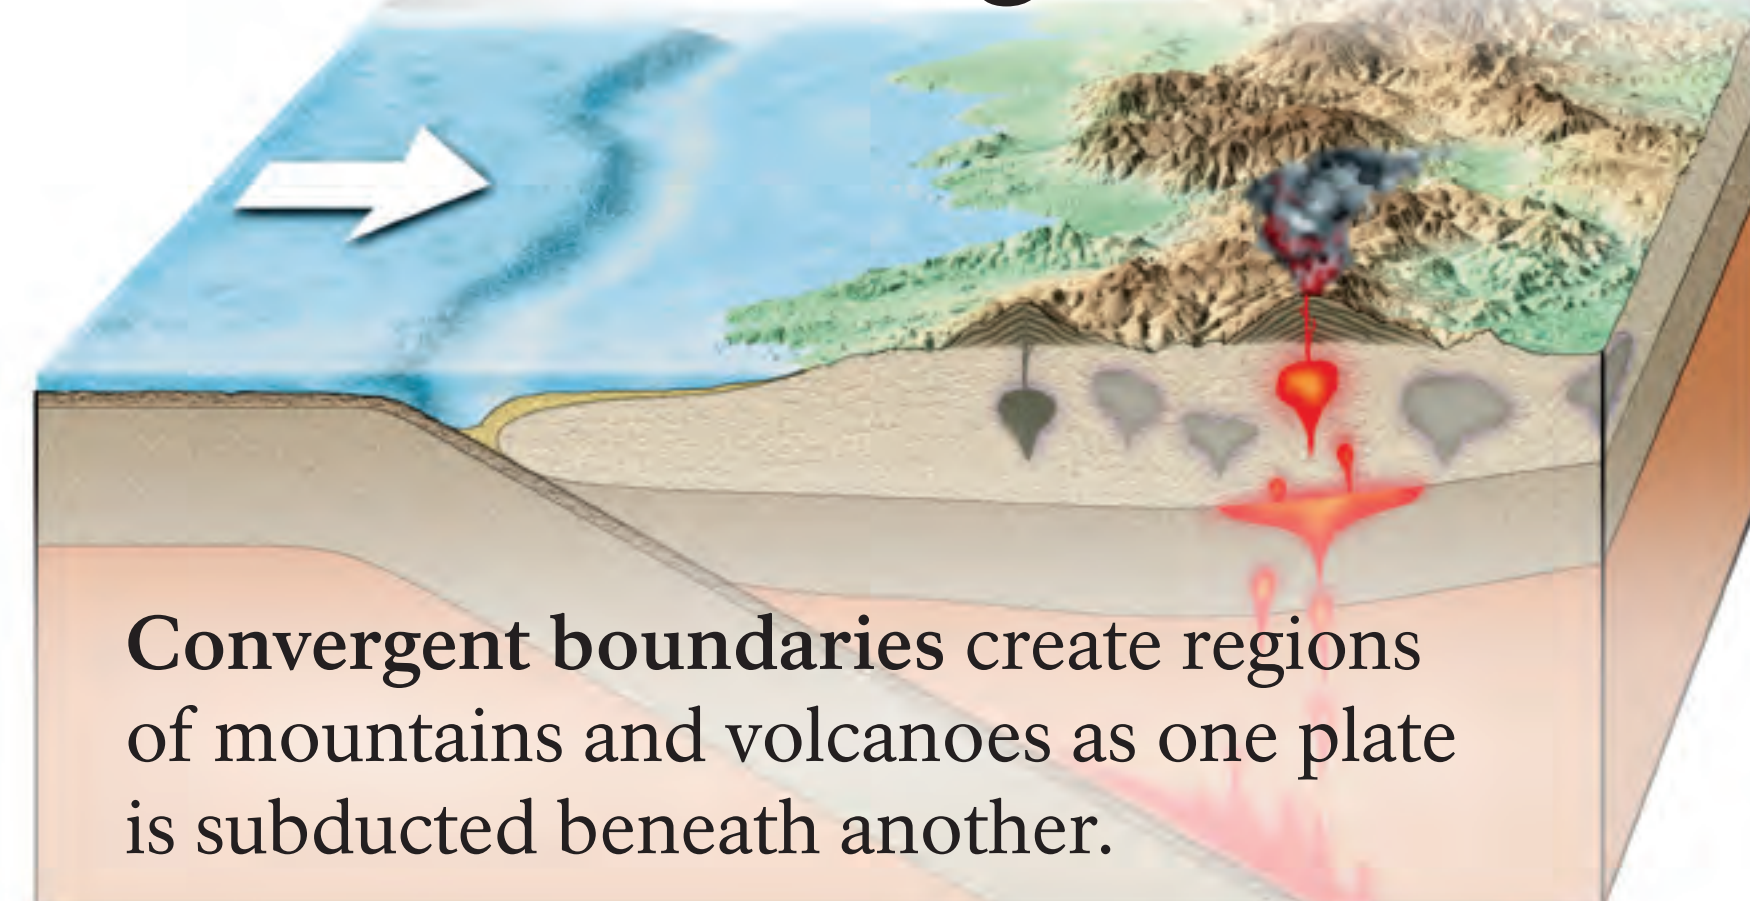 Convergent boundaries create regions
of mountains and volcanoes as one plate
is subducted beneath another.